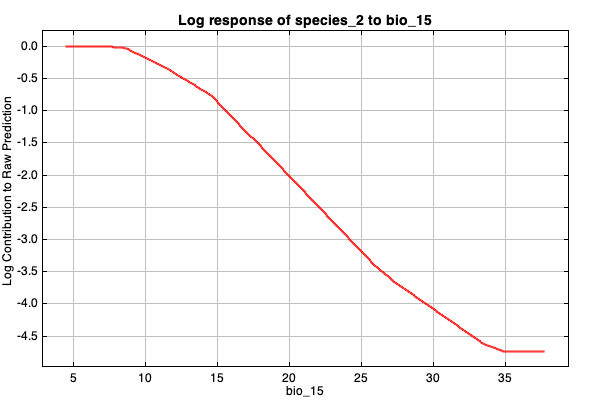 Log response of species_2 to bio_15
Log Contribution to Raw Prediction
0.0
-0.5
-1.0
-1.5
-2.0
-2.5
-3.0
-3.5
-4.0
-4.5
5 10 15 20 25 30 35
bio_15